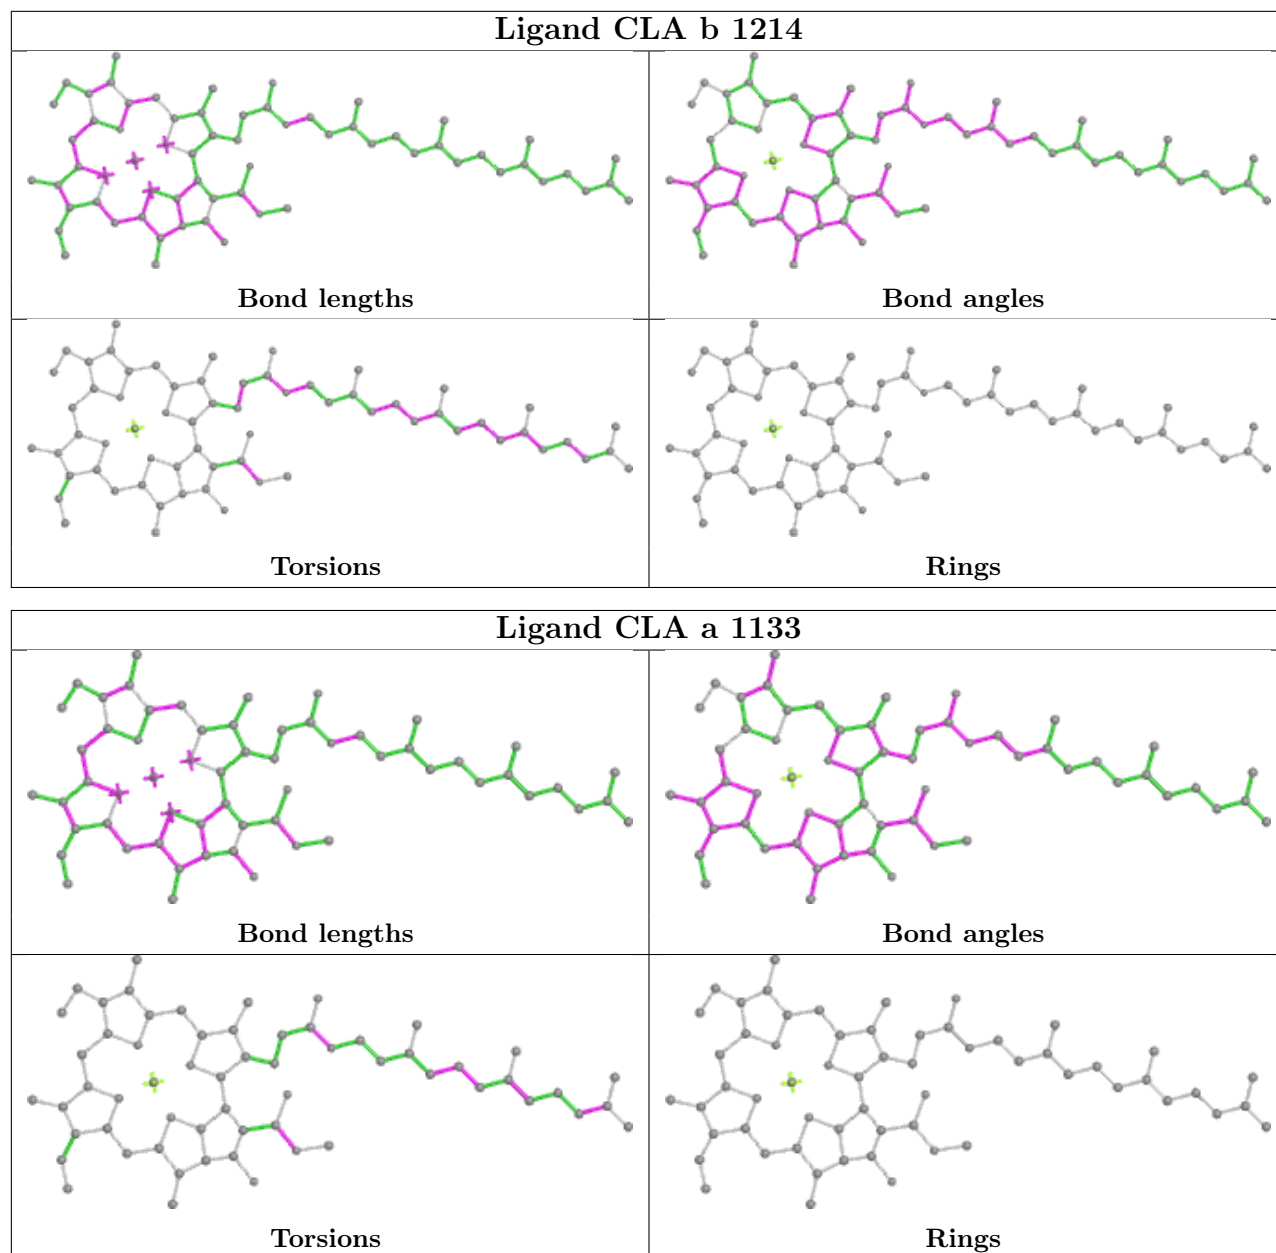 Ligand CLA b 1214
Bond lengths
Bond angles
Torsions
Rings
Ligand CLA a 1133
Bond lengths
Bond angles
Torsions
Rings